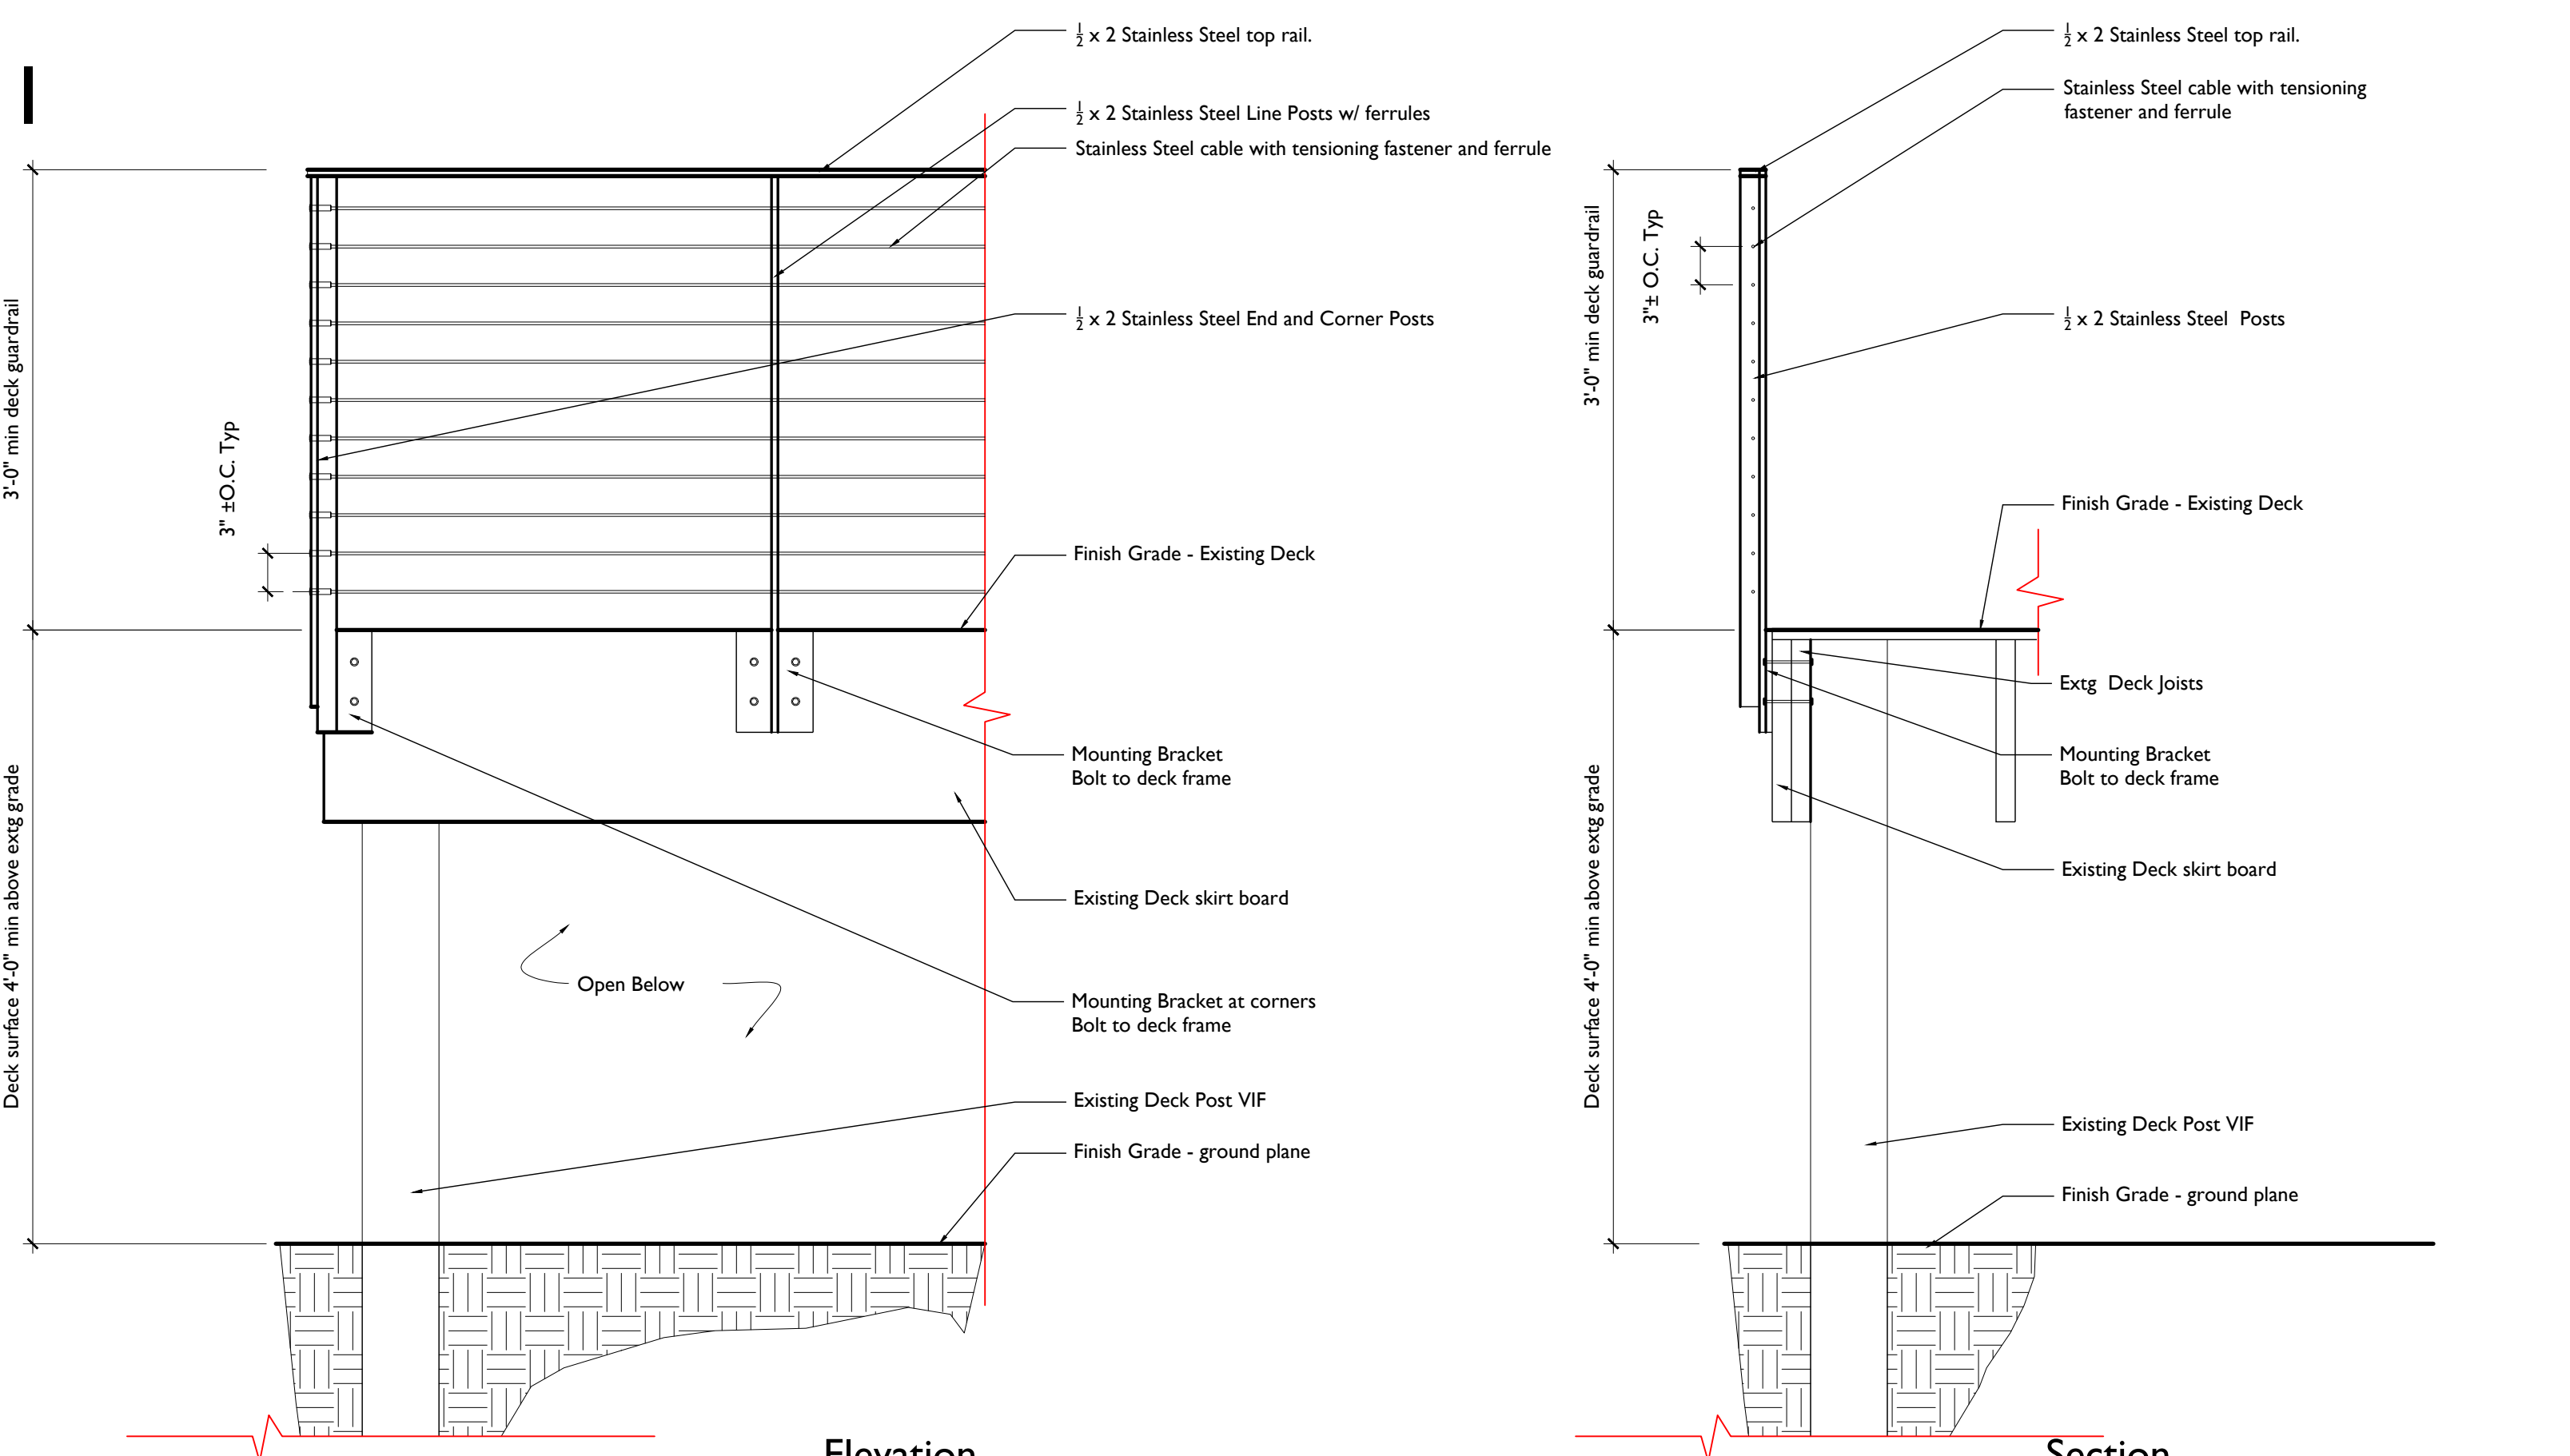 ½ x 2 Stainless Steel top rail.
½ x 2 Stainless Steel Line Posts w/ ferrules
Stainless Steel cable with tensioning fastener and ferrule
½ x 2 Stainless Steel End and Corner Posts
3'-0" min deck guardrail
3" ±O.C. Typ
Finish Grade - Existing Deck
Mounting Bracket
Bolt to deck frame
Deck surface 4'-0" min above extg grade
Existing Deck skirt board
Open Below
Mounting Bracket at corners
Bolt to deck frame
Existing Deck Post VIF
Finish Grade - ground plane
Elevation
½ x 2 Stainless Steel top rail.
Stainless Steel cable with tensioning
fastener and ferrule
3'-0" min deck guardrail
3"± O.C. Typ
½ x 2 Stainless Steel Posts
Finish Grade - Existing Deck
Extg Deck Joists
Mounting Bracket
Bolt to deck frame
Deck surface 4'-0" min above extg grade
Existing Deck skirt board
Existing Deck Post VIF
Finish Grade - ground plane
Section